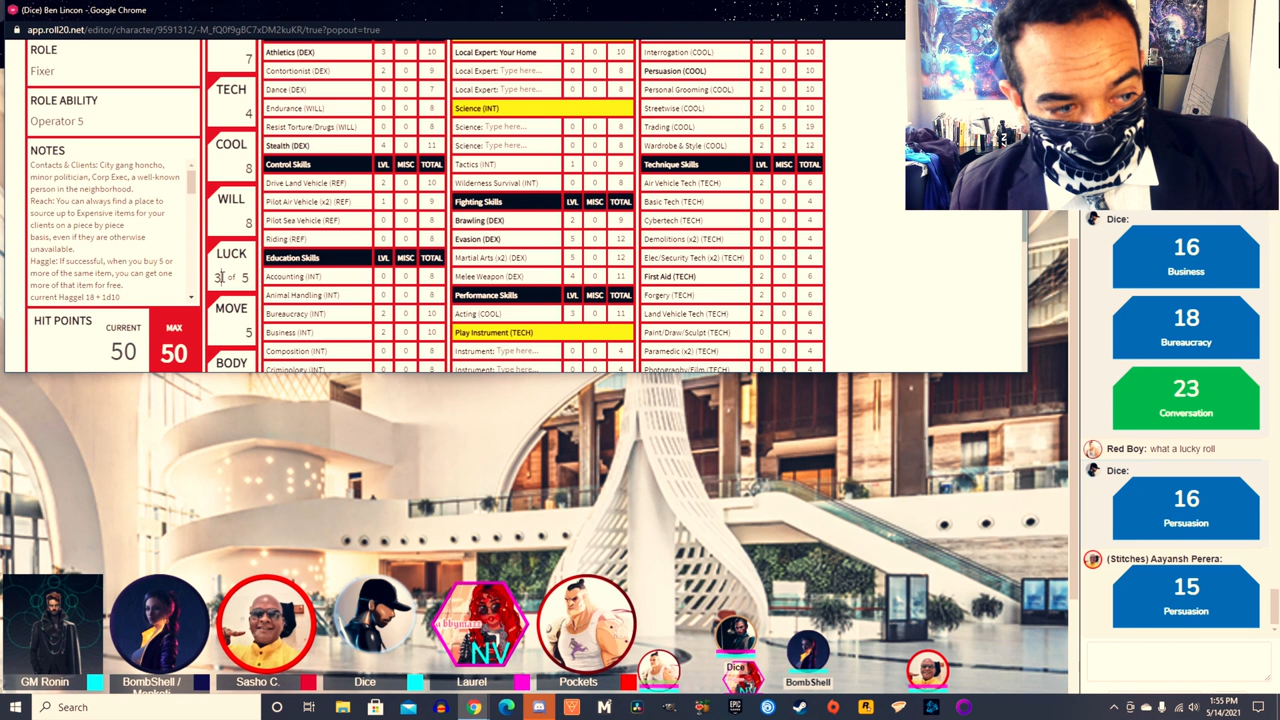 (Dice) Ben Lincon - Google Chrome
app.roll20.net/editor/character/9591312/-M_fQ0f9gBC7xDM2kuKR/true?popout=true
ROLE
Fixer
ROLE ABILITY
Operator 5
NOTES
Contacts & Clients: City gang honcho,
minor politician, Corp Exec, a well-known
person in the neighborhood.
Reach: You can always find a place to
source up to Expensive items for your
clients on a piece by piece
basis, even if they are otherwise
unavailable.
Haggle: If successful, when you buy 5 or
more of the same item, you can get one
more of that item for free.
current Haggel 18 + 1d10
HIT POINTS
CURRENT
50
MAX
50
7
TECH
4
COOL
8
WILL
8
LUCK
3 of 5
MOVE
5
BODY
Athletics (DEX) 3 0 10
Contortionist (DEX) 2 0 9
Dance (DEX) 0 0 7
Endurance (WILL) 0 0 8
Resist Torture/Drugs (WILL) 0 0 8
Stealth (DEX) 4 0 11
Control Skills LVL MISC TOTAL
Drive Land Vehicle (REF) 2 0 10
Pilot Air Vehicle (x2) (REF) 1 0 9
Pilot Sea Vehicle (REF) 0 0 8
Riding (REF) 0 0 8
Education Skills LVL MISC TOTAL
Accounting (INT) 0 0 8
Animal Handling (INT) 0 0 8
Bureaucracy (INT) 2 0 10
Business (INT) 2 0 10
Composition (INT) 0 0 8
Criminology (INT) 0 0 8
Local Expert: Your Home 2 0 10
Local Expert: Type here... 0 0 8
Local Expert: Type here... 0 0 8
Science (INT)
Science: Type here... 0 0 8
Science: Type here... 0 0 8
Tactics (INT) 1 0 9
Wilderness Survival (INT) 0 0 8
Fighting Skills LVL MISC TOTAL
Brawling (DEX) 2 0 9
Evasion (DEX) 5 0 12
Martial Arts (x2) (DEX) 5 0 12
Melee Weapon (DEX) 4 0 11
Performance Skills LVL MISC TOTAL
Acting (COOL) 3 0 11
Play Instrument (TECH)
Instrument: Type here... 0 0 4
Instrument: Type here... 0 0 4
Interrogation (COOL) 2 0 10
Persuasion (COOL) 2 0 10
Personal Grooming (COOL) 2 0 10
Streetwise (COOL) 2 0 10
Trading (COOL) 6 5 19
Wardrobe & Style (COOL) 2 2 12
Technique Skills LVL MISC TOTAL
Air Vehicle Tech (TECH) 2 0 6
Basic Tech (TECH) 0 0 4
Cybertech (TECH) 0 0 4
Demolitions (x2) (TECH) 0 0 4
Elec/Security Tech (x2) (TECH) 0 0 4
First Aid (TECH) 2 0 6
Forgery (TECH) 2 0 6
Land Vehicle Tech (TECH) 2 0 6
Paint/Draw/Sculpt (TECH) 0 0 4
Paramedic (x2) (TECH) 0 0 4
Photography/Film (TECH) 0 0 4
Dice:
16
Business
18
Bureaucracy
23
Conversation
Red Boy: what a lucky roll
Dice:
16
Persuasion
(Stitches) Aayansh Perera:
15
Persuasion
NV
GM Ronin
BombShell /
Sasho C.
Dice
Laurel
Pockets
Dice
BombShell
Search
1:55 PM
5/14/2021